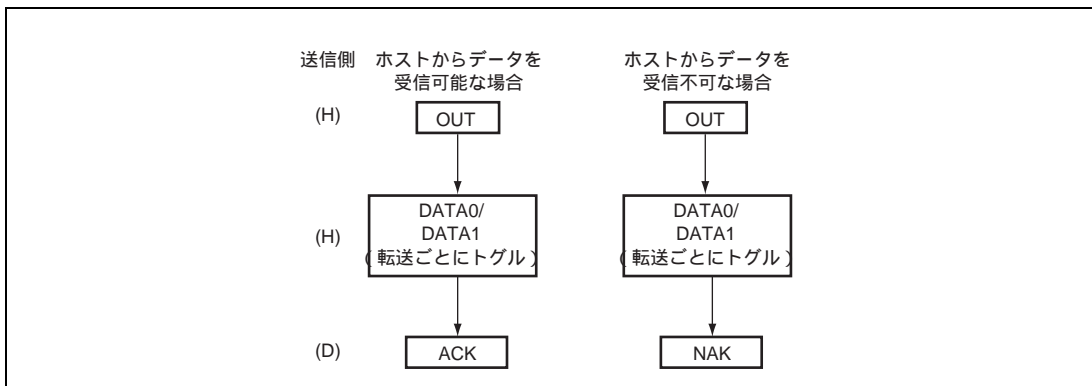 送信側 ホストからデータを ホストからデータを
受信可能な場合 受信不可な場合
(H) OUT OUT
(H) DATA0/ DATA0/
DATA1 DATA1
(転送ごとにトグル) (転送ごとにトグル)
(D) ACK NAK